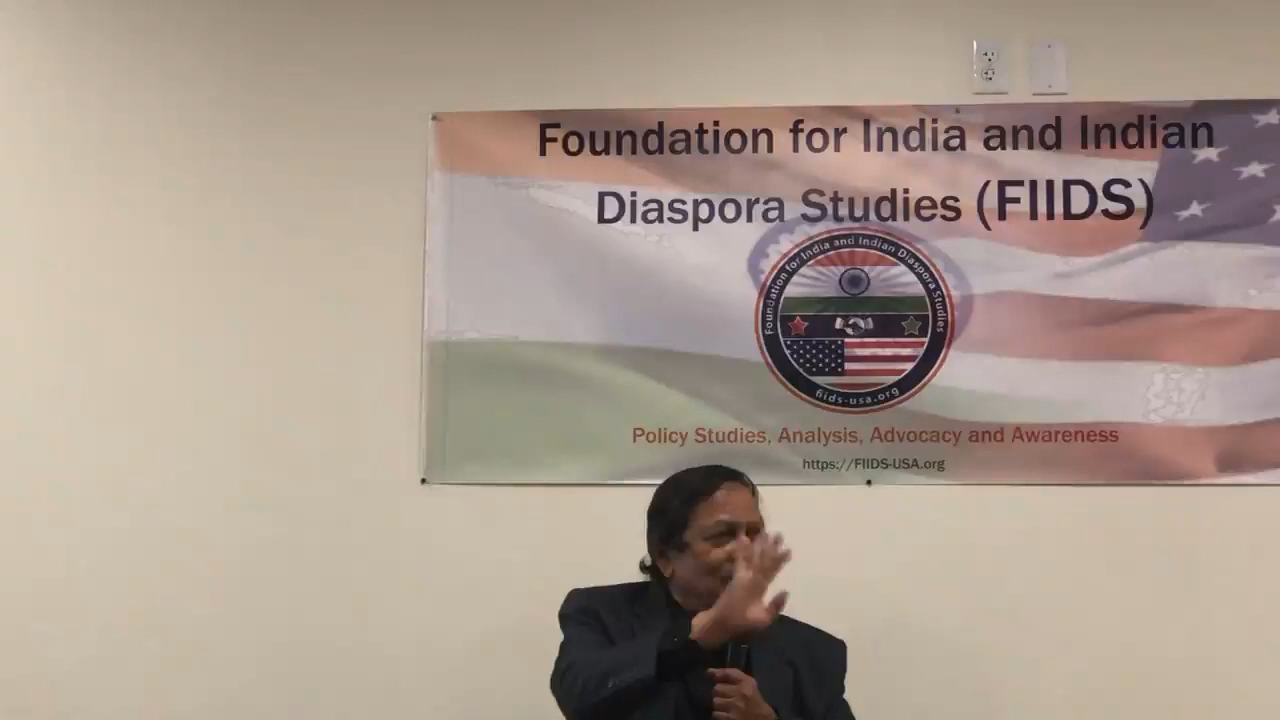 Foundation for India and Indian
Diaspora Studies (FIIDS)
Foundation for India and Indian Diaspora Studies
fiids-usa.org
Policy Studies, Analysis, Advocacy and Awareness
https://FIIDS-USA.org